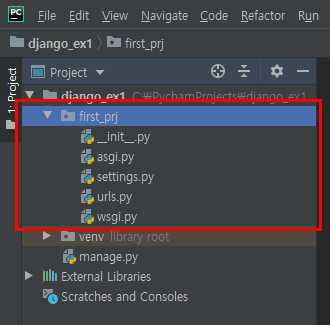 PC File Edit View Navigate Code Refactor Run
django_ex1 first_prj
1: Project
Project
django_ex1 C:₩PychamProjects₩django_ex1
first_prj
__init__.py
asgi.py
settings.py
urls.py
wsgi.py
venv library root
manage.py
External Libraries
Scratches and Consoles